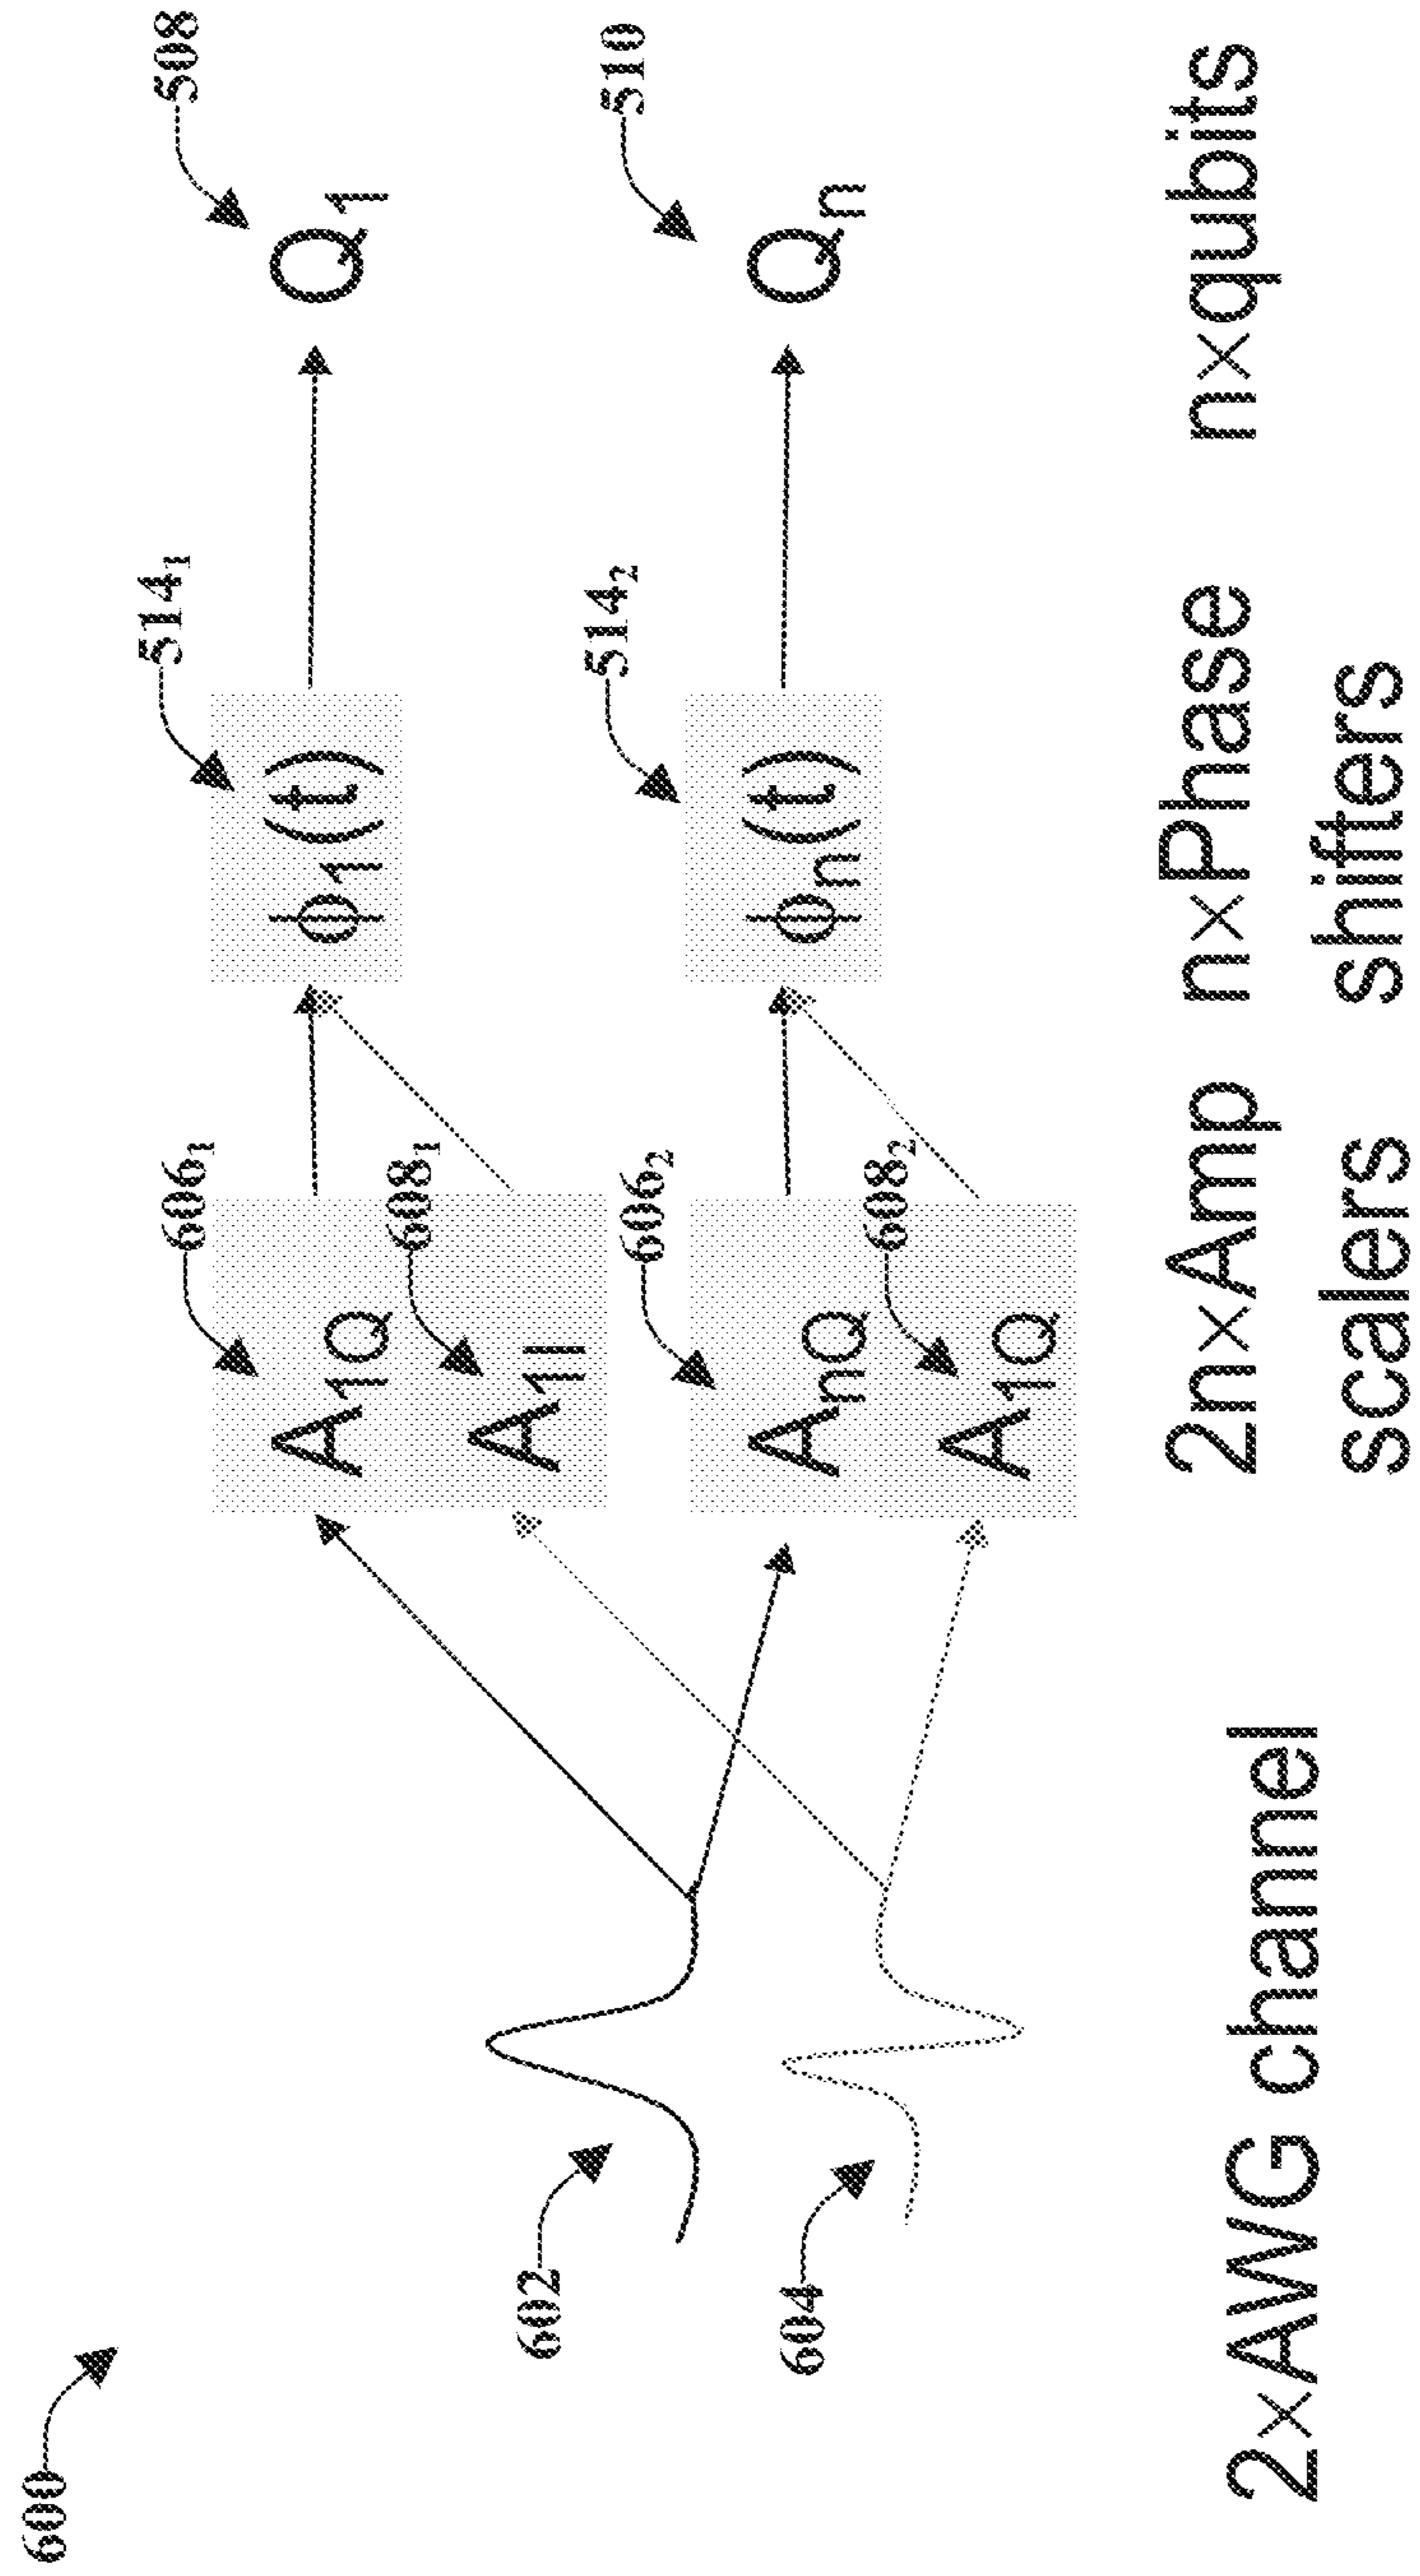 600
602
604
606₁
A₁Q
608₁
A₁I
606₂
AₙQ
608₂
A₁Q
514₁
ϕ₁(t)
514₂
ϕₙ(t)
508
Q₁
510
Qₙ
2×AWG channel
2n×Amp
scalers
n×Phase
shifters
n×qubits